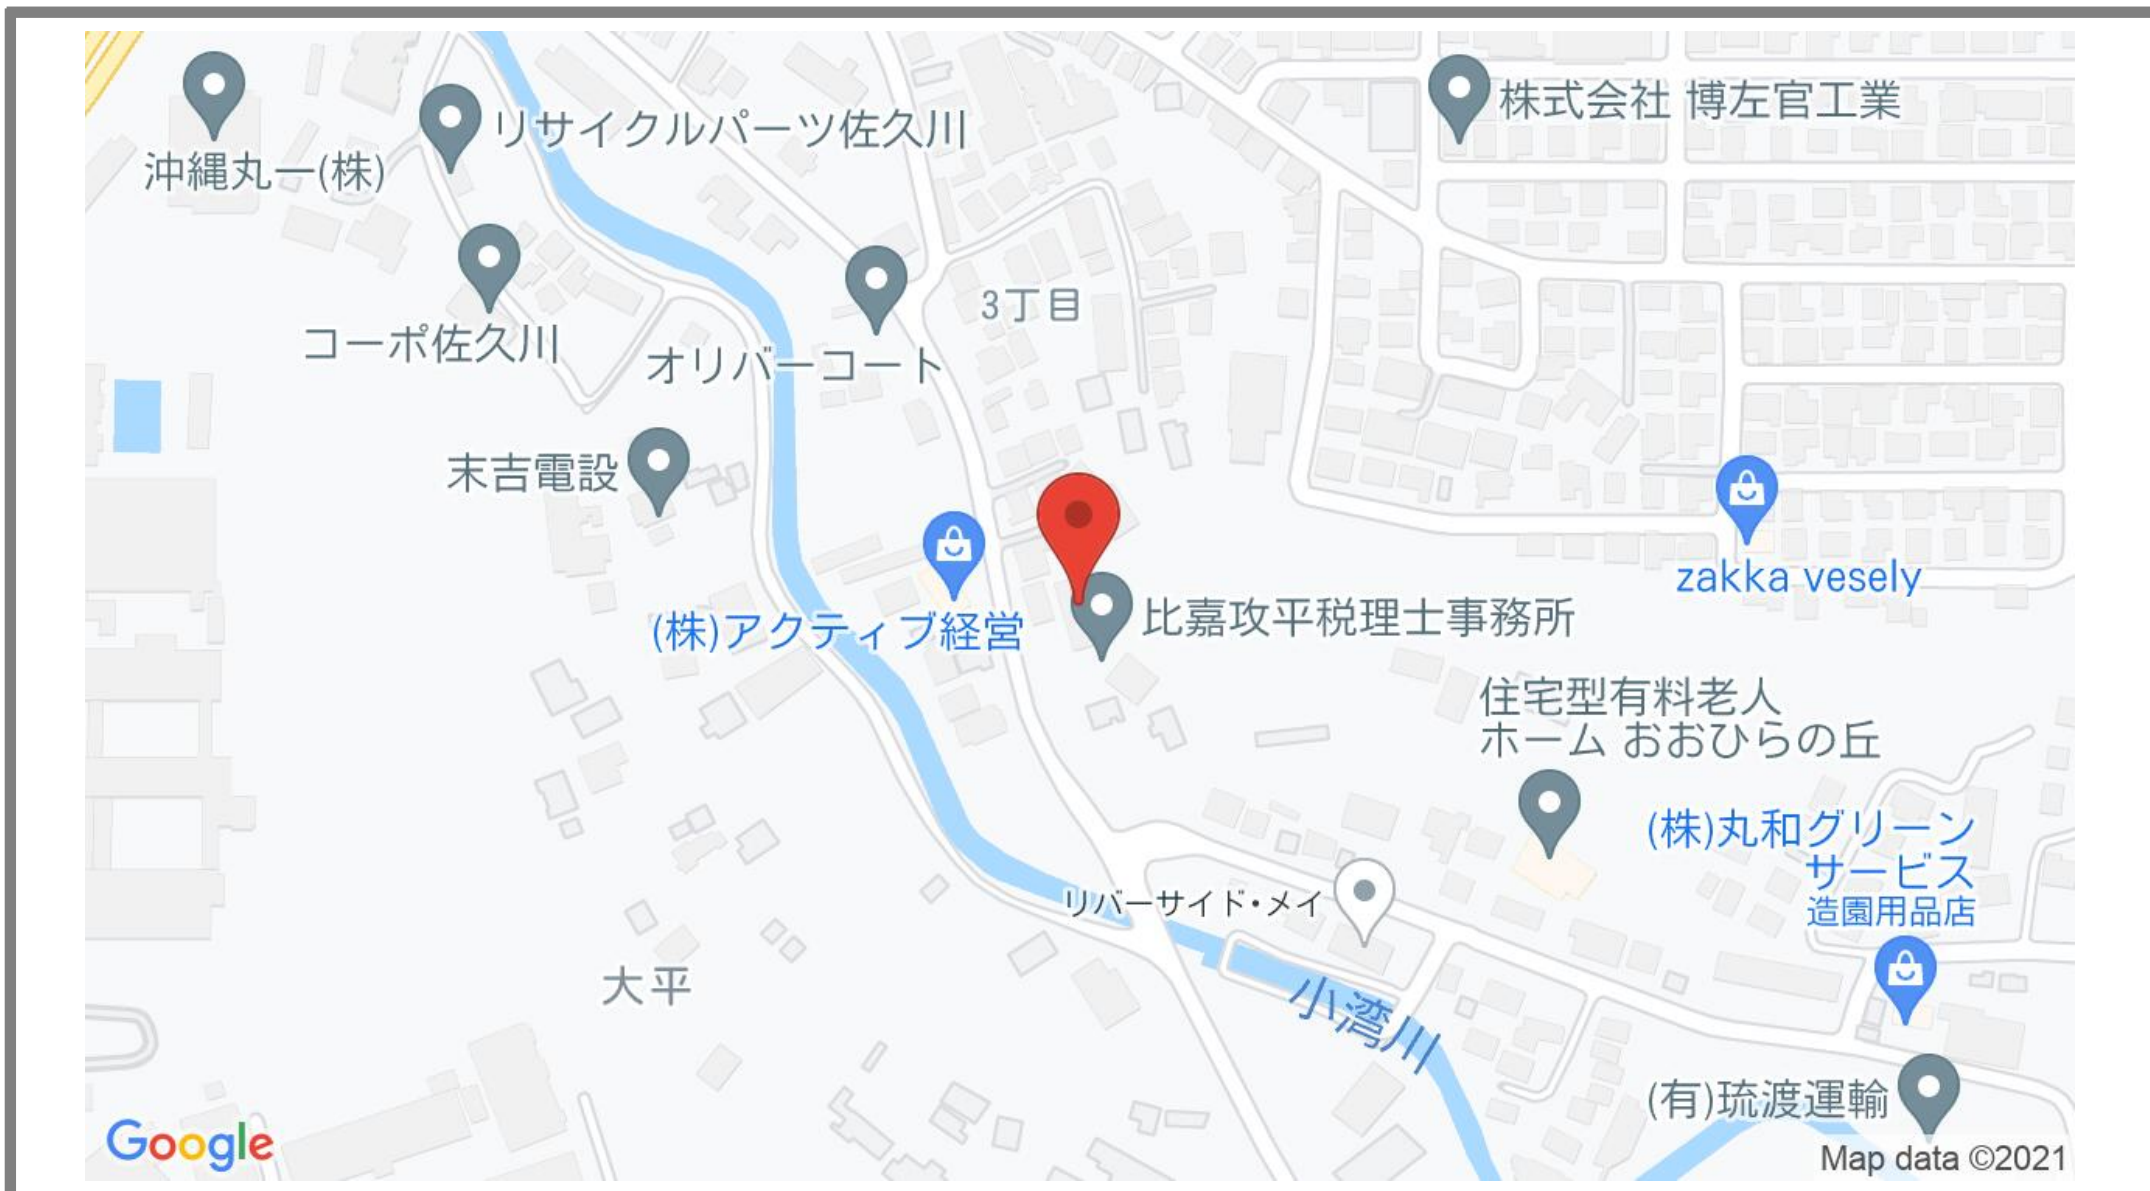 株式会社 博左官工業
リサイクルパーツ佐久川
沖縄丸一(株)
3丁目
コーポ佐久川
オリバーコート
末吉電設
zakka vesely
(株)アクティブ経営
比嘉攻平税理士事務所
住宅型有料老人
ホーム おおひらの丘
(株)丸和グリーン
サービス
造園用品店
リバーサイド・メイ
大平
小湾川
(有)琉渡運輸
Google
Map data ©2021